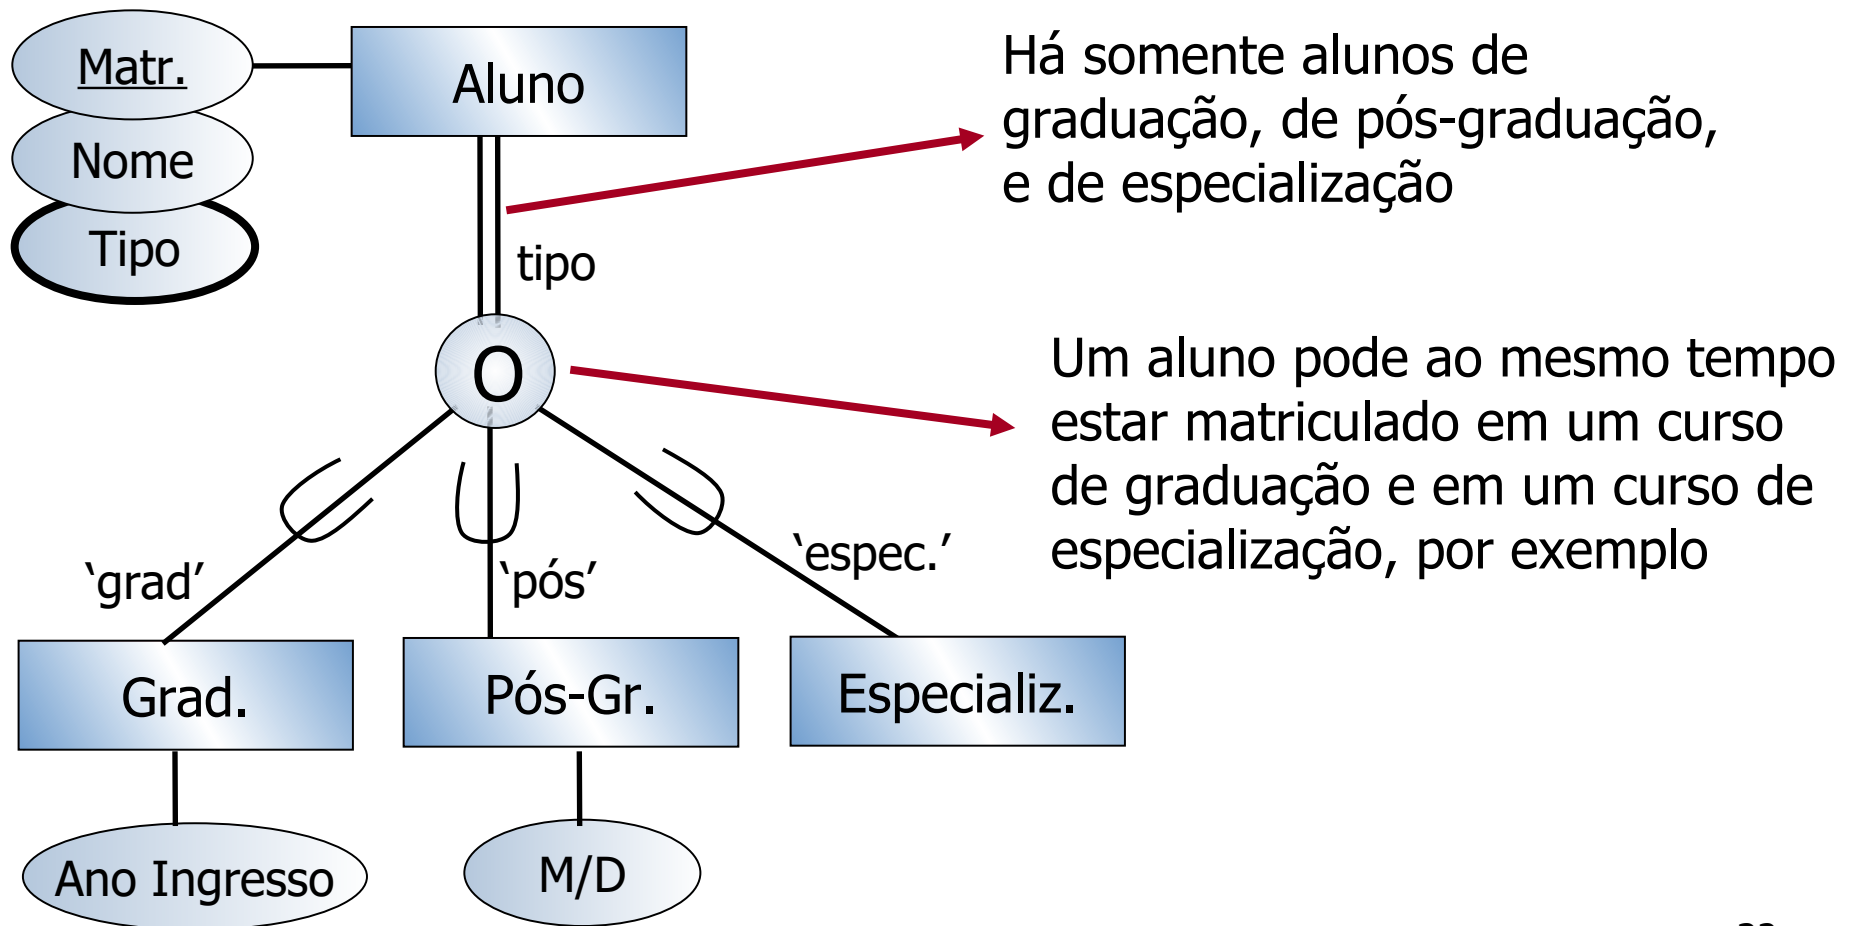 Matr.
Nome
Tipo
Aluno
Há somente alunos de
graduação, de pós-graduação,
e de especialização
tipo
O
Um aluno pode ao mesmo tempo
estar matriculado em um curso
de graduação e em um curso de
especialização, por exemplo
‘grad’
‘pós’
‘espec.’
Grad.
Pós-Gr.
Especializ.
Ano Ingresso
M/D